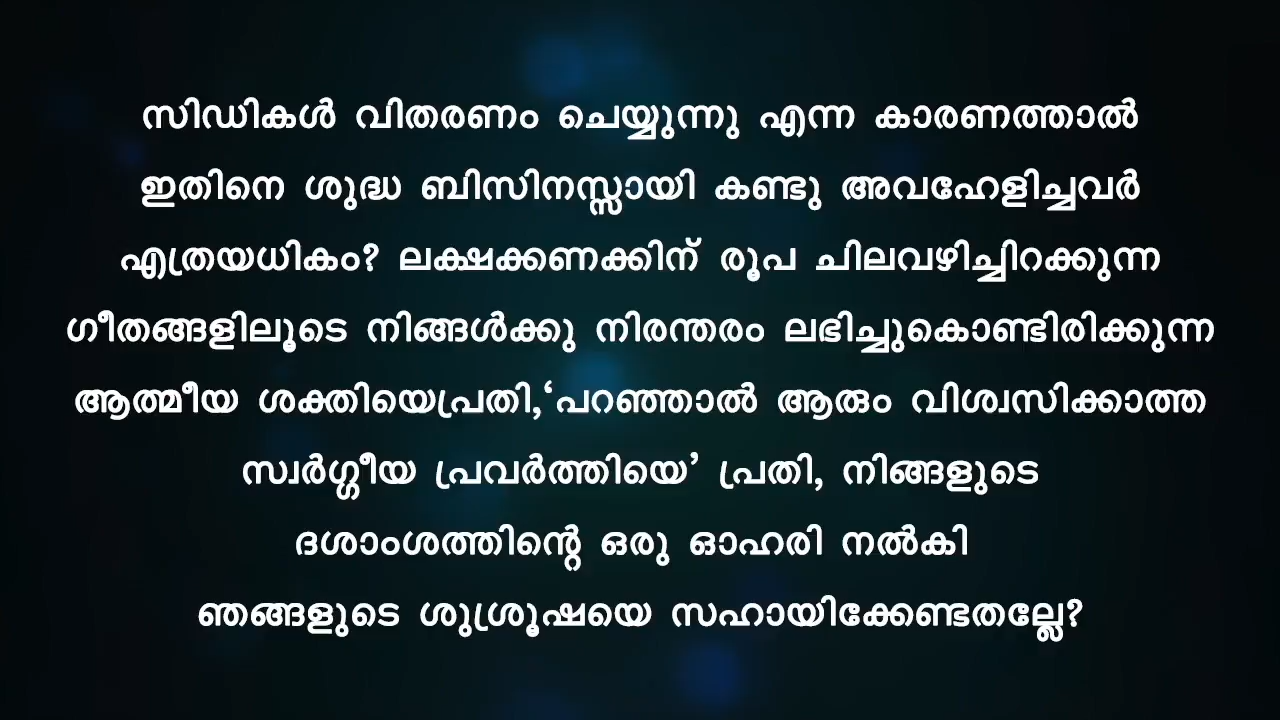 സിഡികൾ വിതരണം ചെയ്യുന്നു എന്ന കാരണത്താൽ
ഇതിനെ ശുദ്ധ ബിസിനസ്സായി കണ്ടു അവഹേളിച്ചവർ
എത്രയധികം? ലക്ഷക്കണക്കിന് രൂപ ചിലവഴിച്ചിറക്കുന്ന
ഗീതങ്ങളിലൂടെ നിങ്ങൾക്കു നിരന്തരം ലഭിച്ചുകൊണ്ടിരിക്കുന്ന
ആത്മീയ ശക്തിയെപ്രതി,‘പറഞ്ഞാൽ ആരും വിശ്വസിക്കാത്ത
സ്വർഗ്ഗീയ പ്രവർത്തിയെ’ പ്രതി, നിങ്ങളുടെ
ദശാംശത്തിന്റെ ഒരു ഓഹരി നൽകി
ഞങ്ങളുടെ ശുശ്രൂഷയെ സഹായിക്കേണ്ടതല്ലേ?